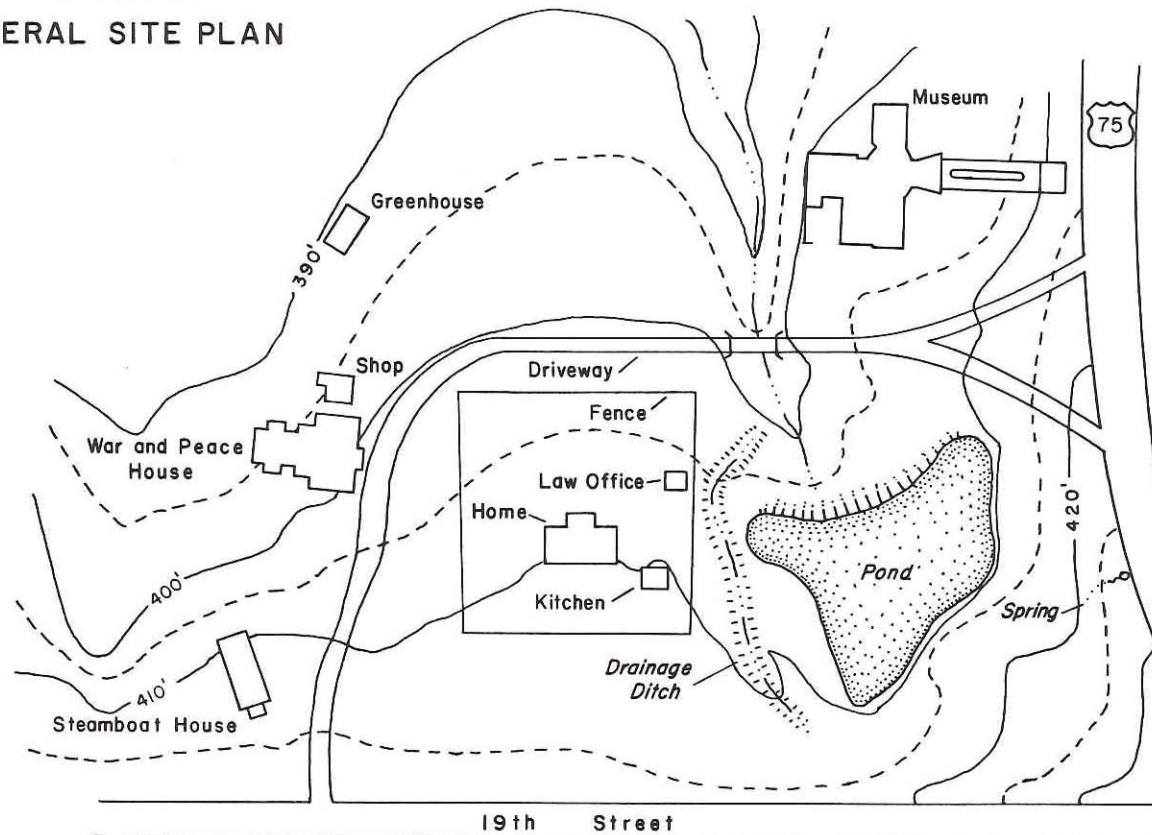 ERAL SITE PLAN
Museum
75
Greenhouse
390'
Shop
Driveway
Fence
War and Peace
House
Law Office
Home
420'
Pond
400'
Kitchen
Spring
Drainage
Ditch
410'
Steamboat House
19th Street